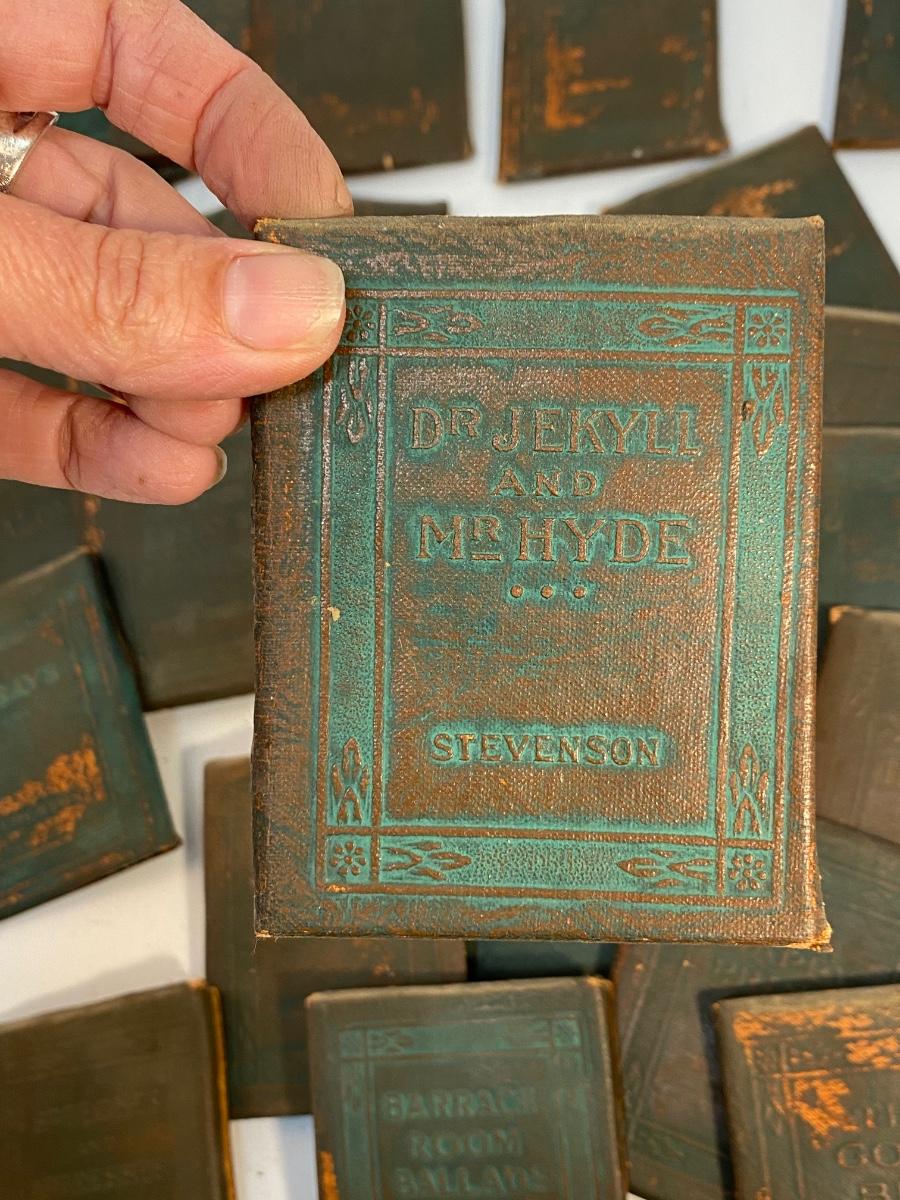 DR JEKYLL
AND
MR HYDE
STEVENSON
BARRACK
ROOM
BALLADS